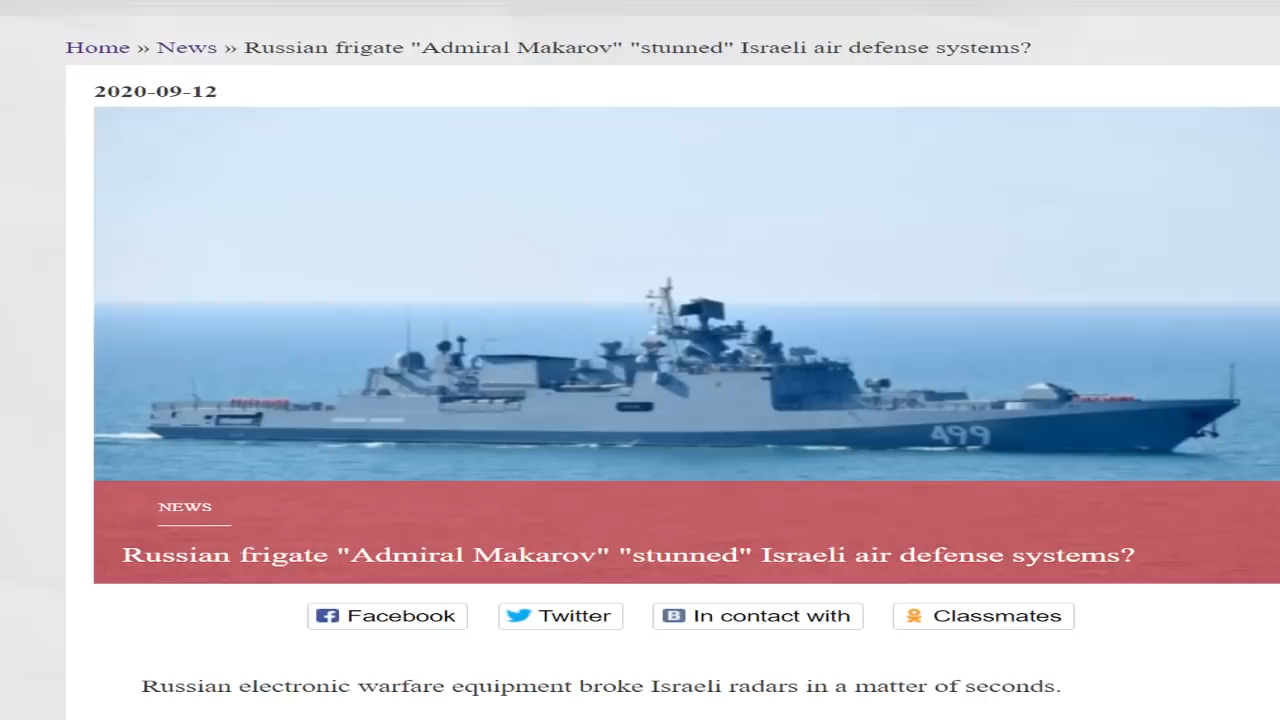 Home » News » Russian frigate "Admiral Makarov" "stunned" Israeli air defense systems?
2020-09-12
499
NEWS
Russian frigate "Admiral Makarov" "stunned" Israeli air defense systems?
Facebook Twitter In contact with Classmates
Russian electronic warfare equipment broke Israeli radars in a matter of seconds.